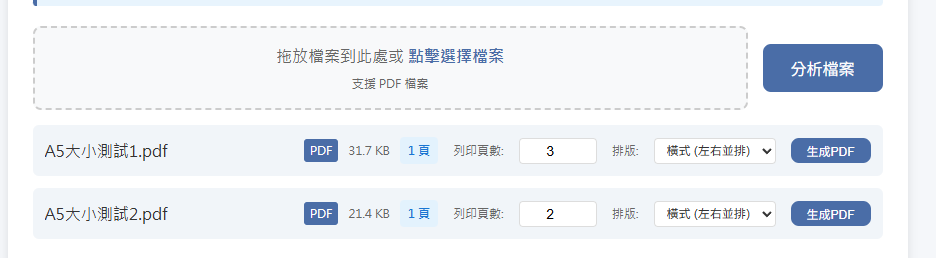 拖放檔案到此處或 點擊選擇檔案
支援 PDF 檔案
分析檔案
A5大小測試1.pdf PDF 31.7 KB 1 頁 列印頁數: 3 排版: 橫式 (左右並排) 生成PDF
A5大小測試2.pdf PDF 21.4 KB 1 頁 列印頁數: 2 排版: 橫式 (左右並排) 生成PDF